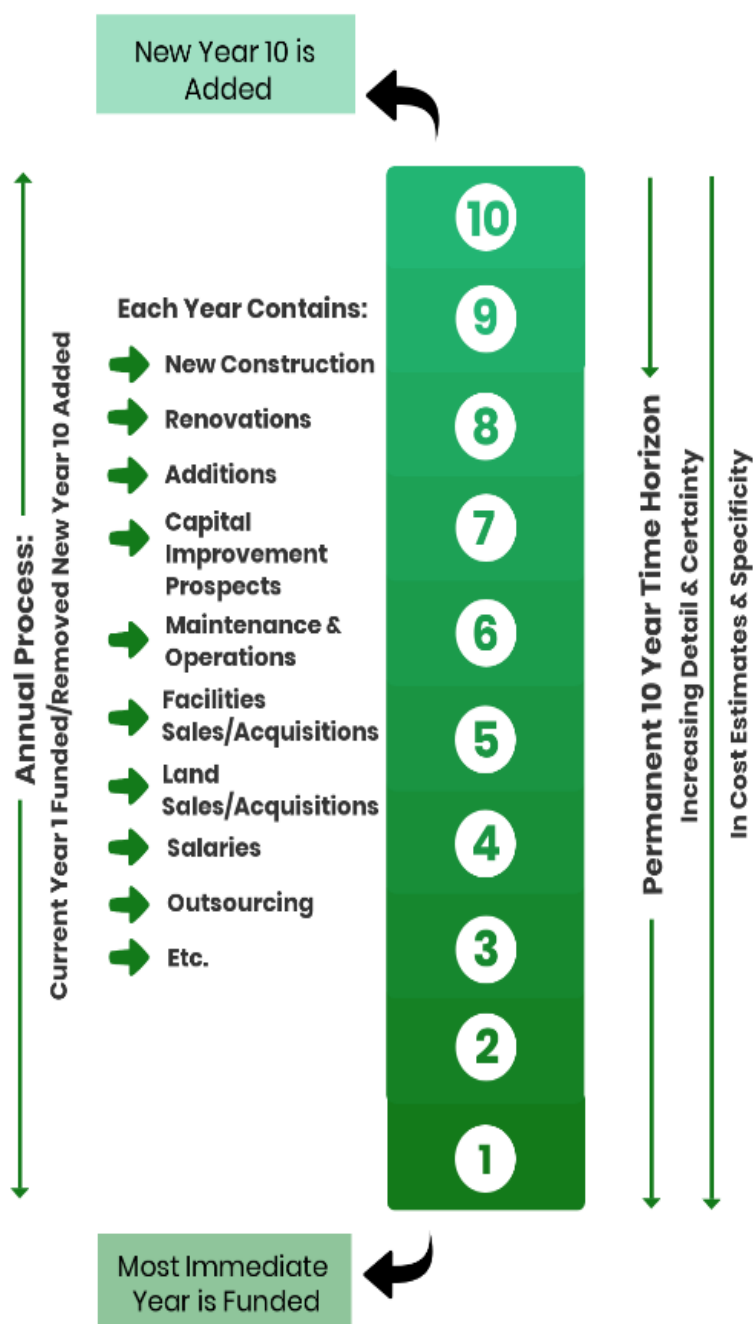 New Year 10 is
Added
Annual Process:
Current Year 1 Funded/Removed New Year 10 Added
Each Year Contains:
New Construction
Renovations
Additions
Capital
Improvement
Prospects
Maintenance &
Operations
Facilities
Sales/Acquisitions
Land
Sales/Acquisitions
Salaries
Outsourcing
Etc.
10
9
8
7
6
5
4
3
2
1
Permanent 10 Year Time Horizon
Increasing Detail & Certainty
In Cost Estimates & Specificity
Most Immediate
Year is Funded